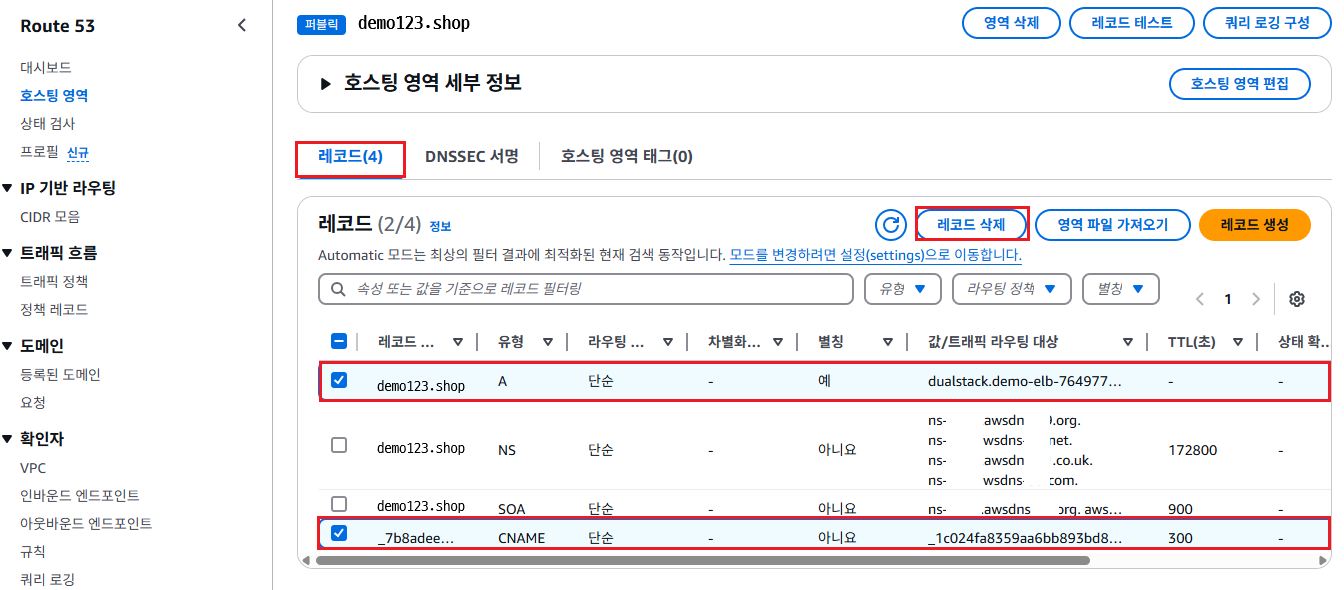 Route 53
대시보드
호스팅 영역
상태 검사
프로필 신규
IP 기반 라우팅
CIDR 모음
트래픽 흐름
트래픽 정책
정책 레코드
도메인
등록된 도메인
요청
확인자
VPC
인바운드 엔드포인트
아웃바운드 엔드포인트
규칙
쿼리 로깅
퍼블릭 demo123.shop
영역 삭제 레코드 테스트 쿼리 로깅 구성
호스팅 영역 세부 정보 호스팅 영역 편집
레코드(4) DNSSEC 서명 호스팅 영역 태그(0)
레코드 (2/4) 정보 레코드 삭제 영역 파일 가져오기 레코드 생성
Automatic 모드는 최상의 필터 결과에 최적화된 현재 검색 동작입니다. 모드를 변경하려면 설정(settings)으로 이동합니다.
속성 또는 값을 기준으로 레코드 필터링 유형 라우팅 정책 별칭 1
레코드 ... 유형 라우팅 ... 차별화... 별칭 값/트래픽 라우팅 대상 TTL(초) 상태 확...
demo123.shop A 단순 - 예 dualstack.demo-elb-764977... - -
demo123.shop NS 단순 - 아니요 172800 -
ns- awsdn .org.
ns- wsdns- net.
ns- awsdn .co.uk.
ns- wsdns- com.
demo123.shop SOA 단순 - 아니요 ns- .awsdns org. aws... 900 -
_7b8adee... CNAME 단순 - 아니요 _1c024fa8359aa6bb893bd8... 300 -